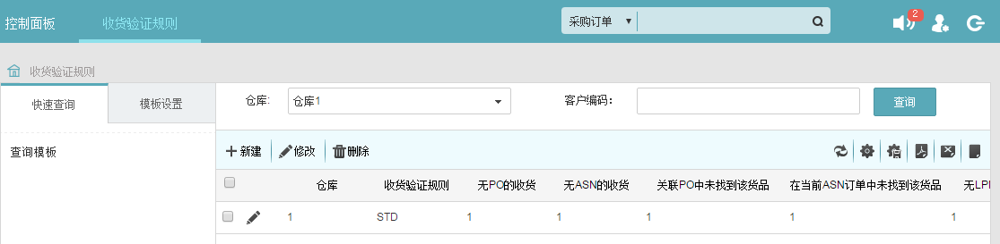 控制面板 收货验证规则 采购订单 2
收货验证规则
快速查询 模板设置 仓库: 仓库1 客户编码: 查询
查询模板
新建 修改 删除
仓库 收货验证规则 无PO的收货 无ASN的收货 关联PO中未找到该货品 在当前ASN订单中未找到该货品 无LP
1 STD 1 1 1 1 1